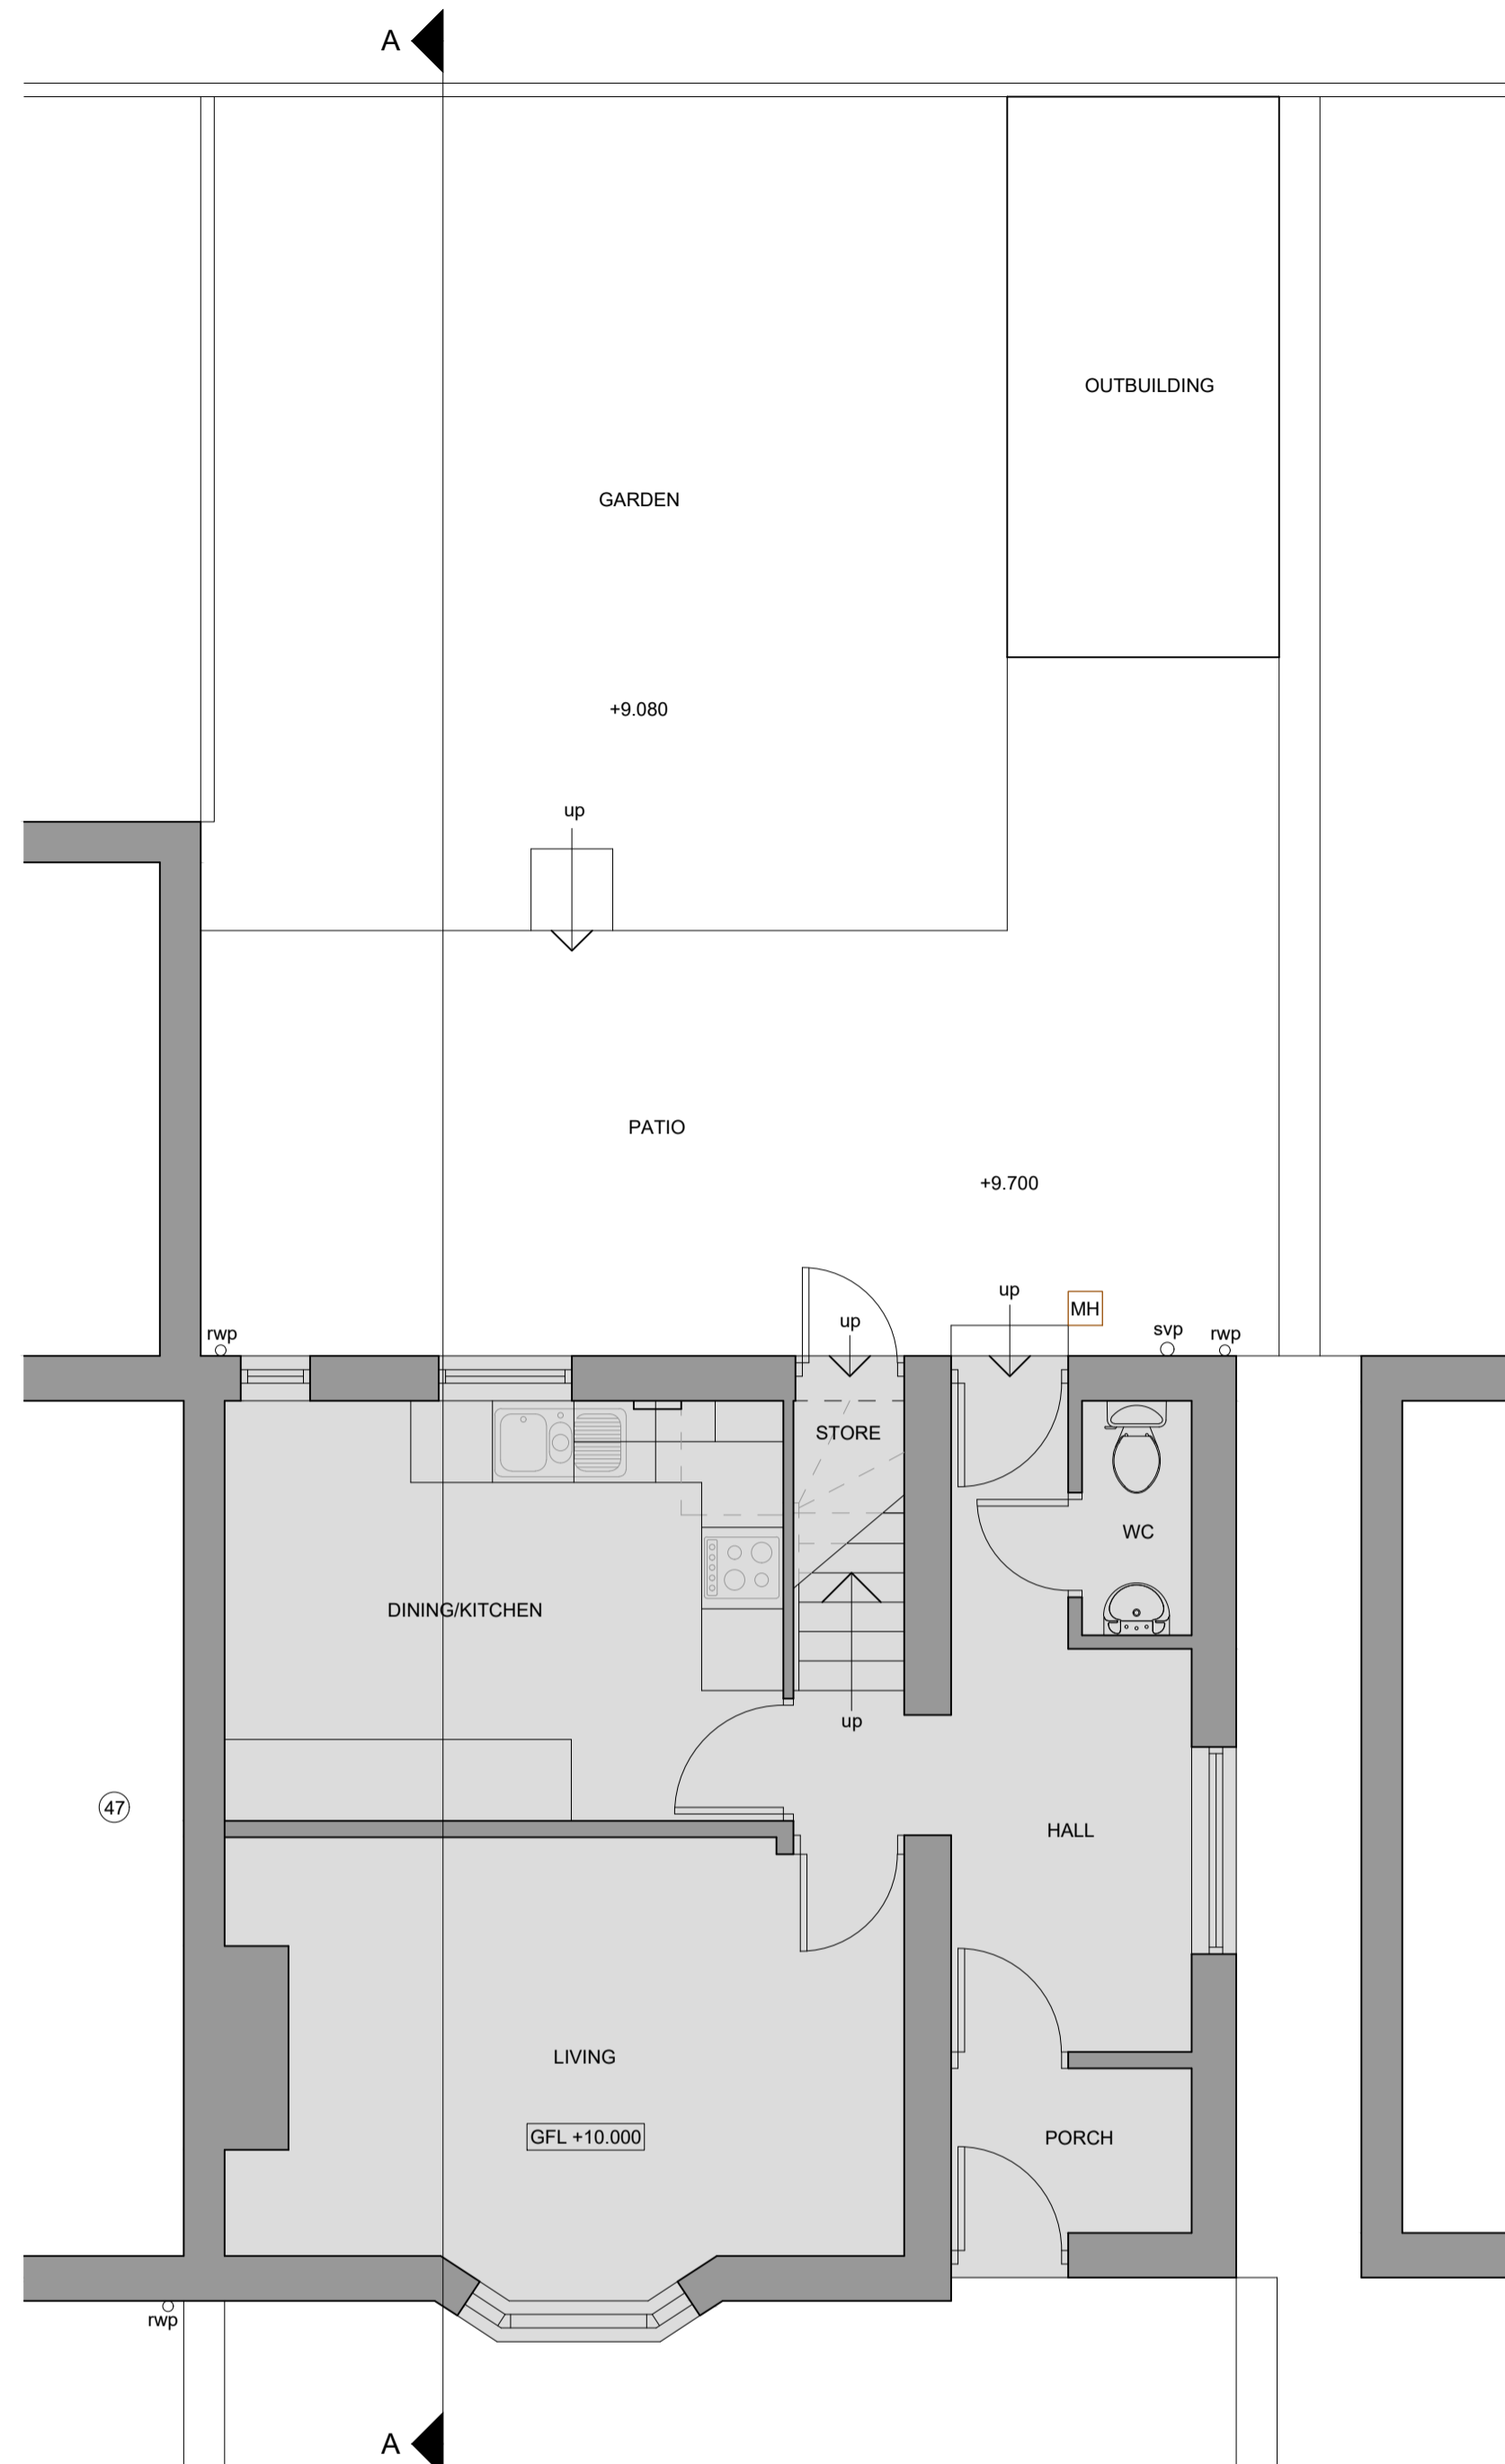 A
OUTBUILDING
GARDEN
+9.080
up
PATIO
+9.700
up
MH
up
svp
rwp
rwp
STORE
WC
DINING/KITCHEN
up
47
HALL
LIVING
GFL +10.000
PORCH
rwp
A